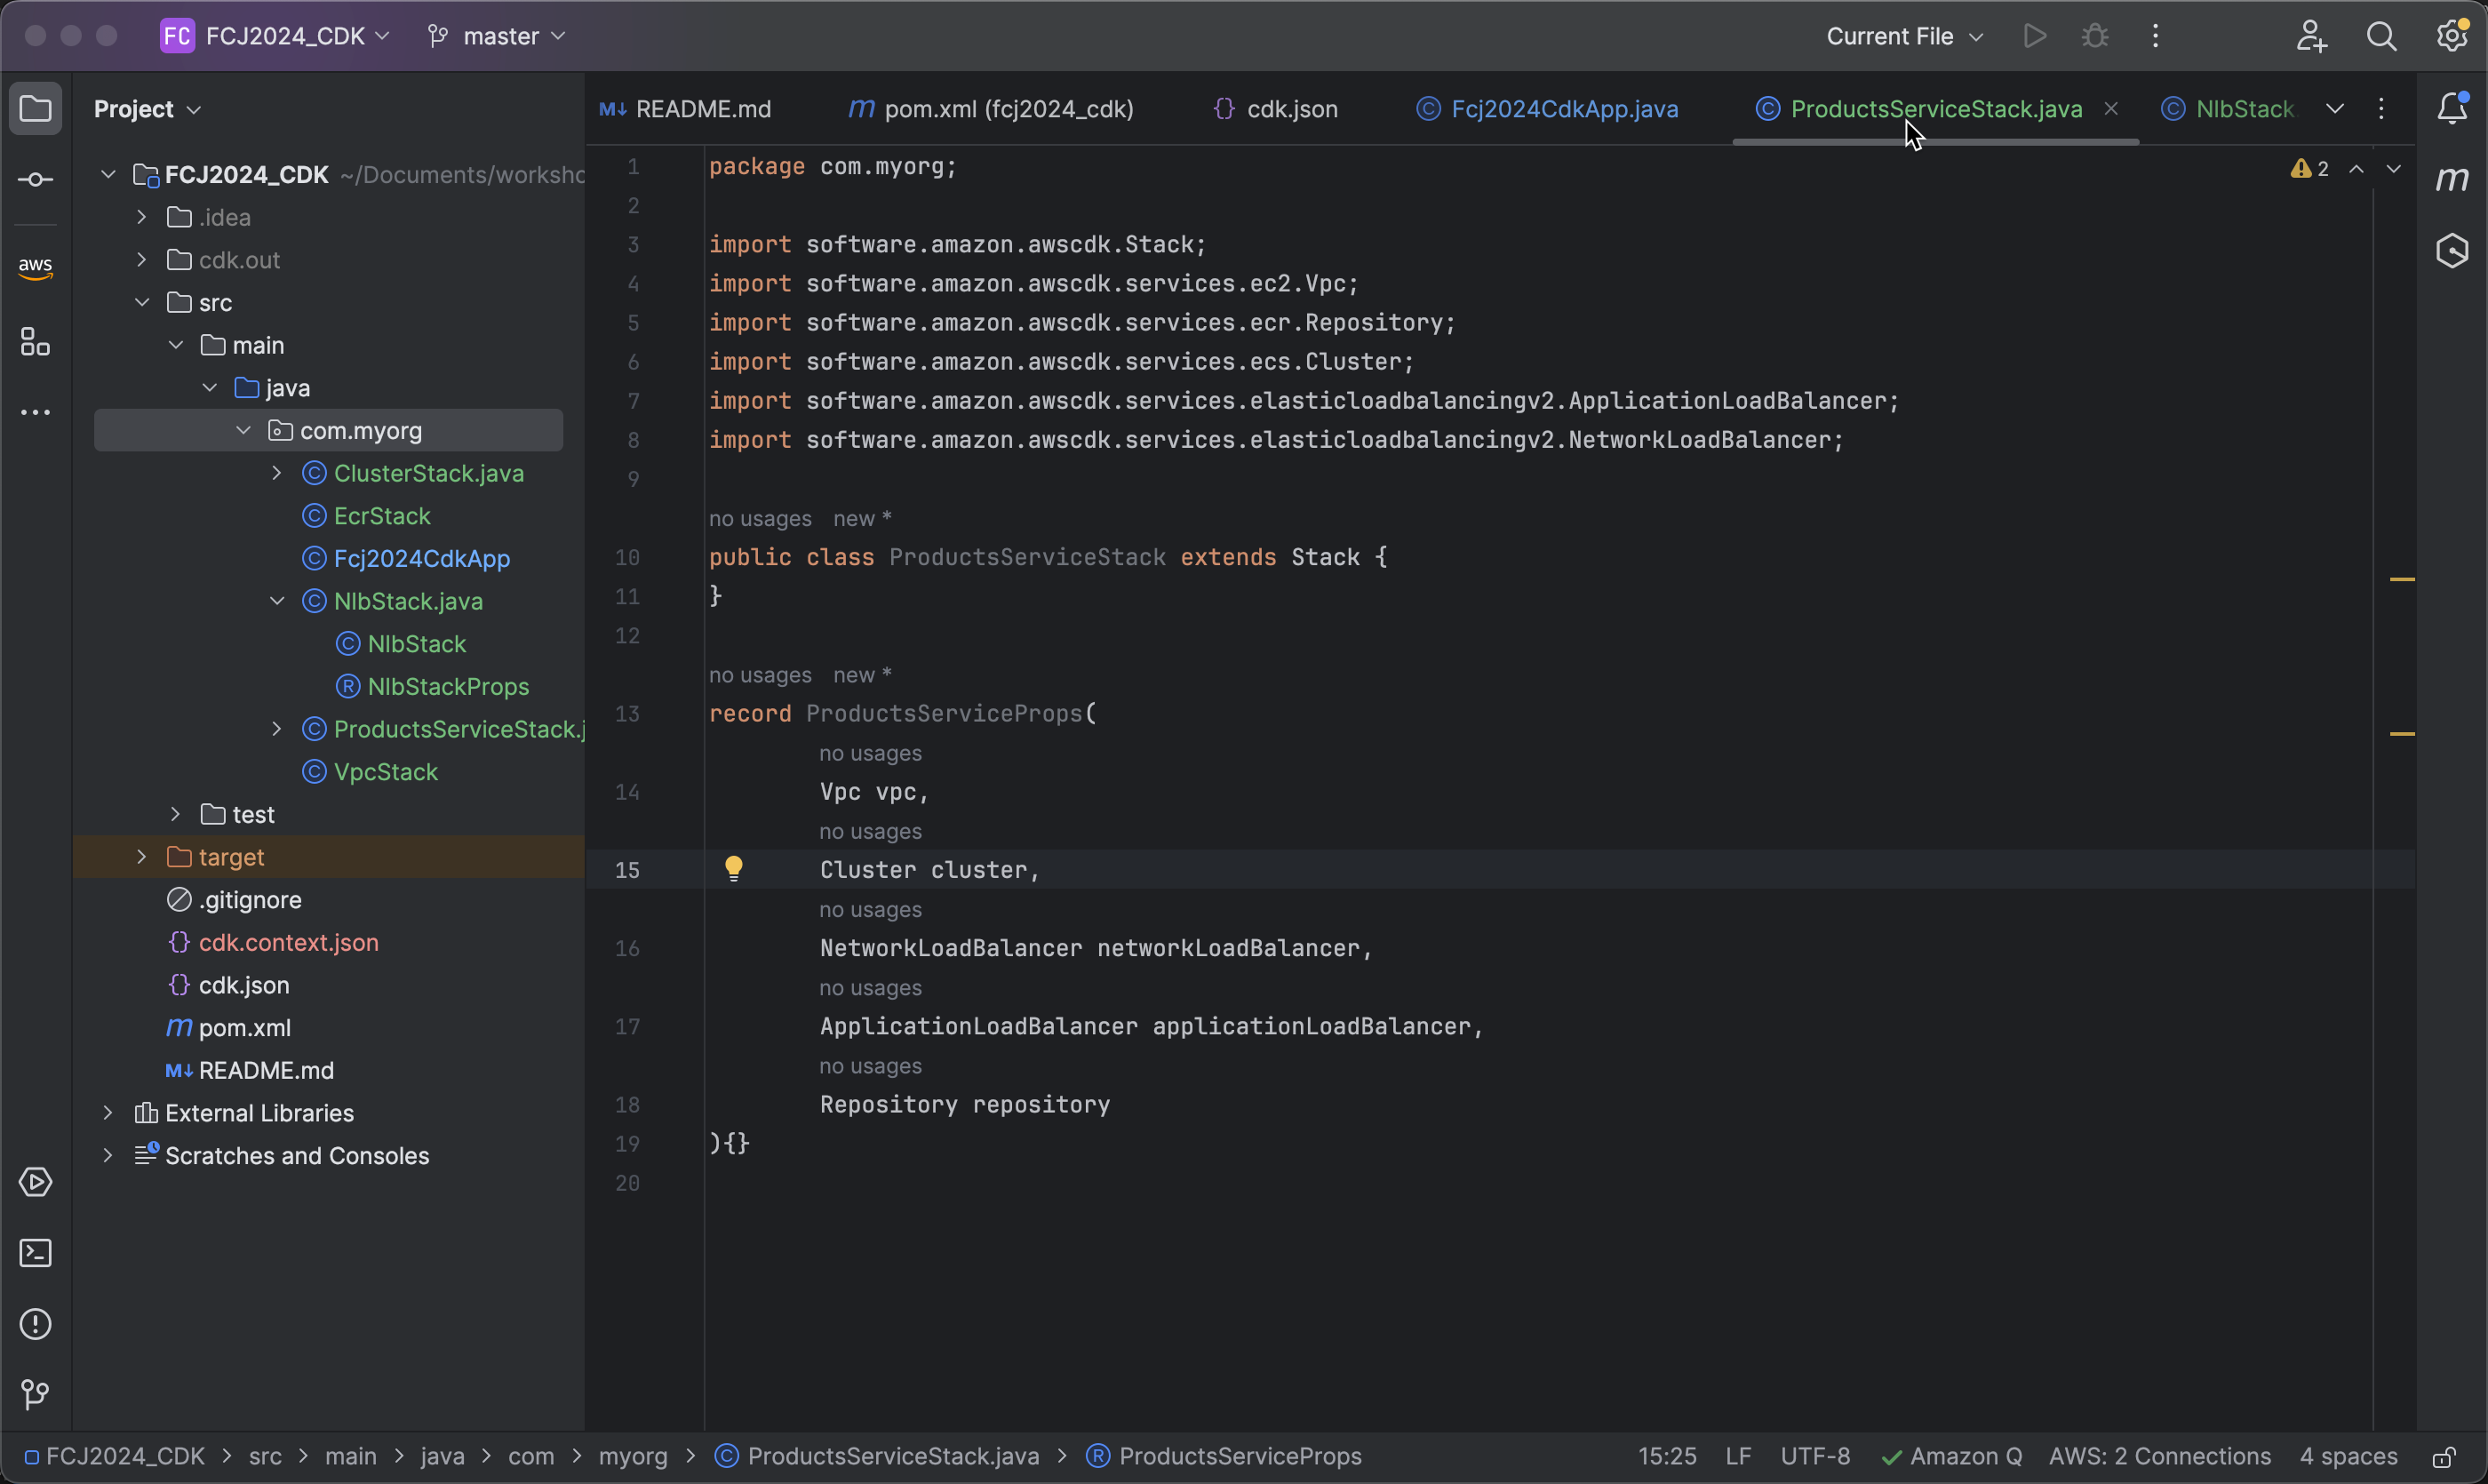 FC FCJ2024_CDK master Current File
Project
README.md pom.xml (fcj2024_cdk) {} cdk.json Fcj2024CdkApp.java ProductsServiceStack.java NlbStack
FCJ2024_CDK ~/Documents/worksho
.idea
cdk.out
src
main
java
com.myorg
ClusterStack.java
EcrStack
Fcj2024CdkApp
NlbStack.java
NlbStack
NlbStackProps
ProductsServiceStack.j
VpcStack
test
target
.gitignore
{} cdk.context.json
{} cdk.json
m pom.xml
M↓ README.md
External Libraries
Scratches and Consoles
aws
2
m
1 package com.myorg;
2
3 import software.amazon.awscdk.Stack;
4 import software.amazon.awscdk.services.ec2.Vpc;
5 import software.amazon.awscdk.services.ecr.Repository;
6 import software.amazon.awscdk.services.ecs.Cluster;
7 import software.amazon.awscdk.services.elasticloadbalancingv2.ApplicationLoadBalancer;
8 import software.amazon.awscdk.services.elasticloadbalancingv2.NetworkLoadBalancer;
9
no usages new *
10 public class ProductsServiceStack extends Stack {
11 }
12
no usages new *
13 record ProductsServiceProps(
no usages
14 Vpc vpc,
no usages
15 Cluster cluster,
no usages
16 NetworkLoadBalancer networkLoadBalancer,
no usages
17 ApplicationLoadBalancer applicationLoadBalancer,
no usages
18 Repository repository
19 ){}
20
FCJ2024_CDK > src > main > java > com > myorg > ProductsServiceStack.java > ProductsServiceProps 15:25 LF UTF-8 Amazon Q AWS: 2 Connections 4 spaces